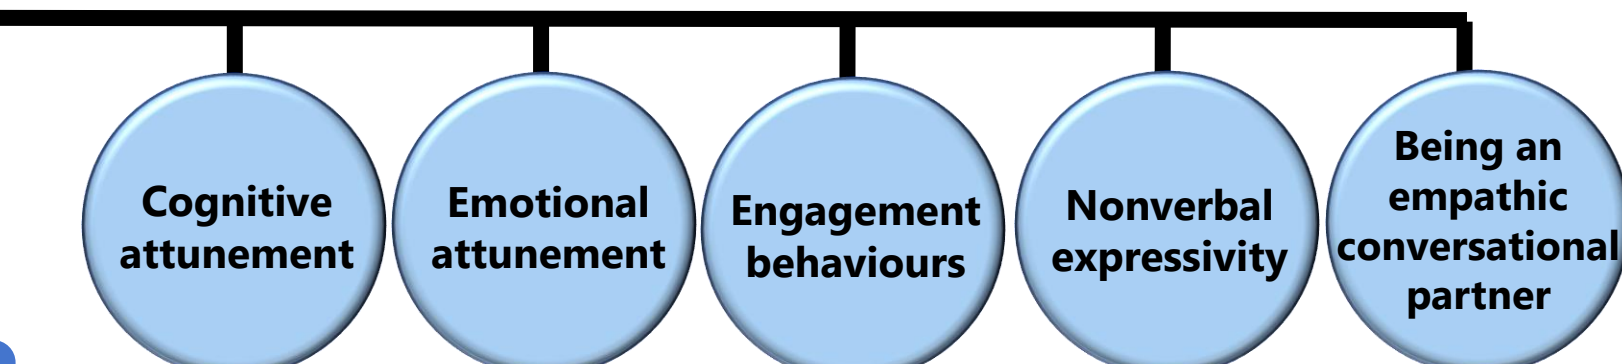 Cognitive
attunement
Emotional
attunement
Engagement
behaviours
Nonverbal
expressivity
Being an
empathic
conversational
partner